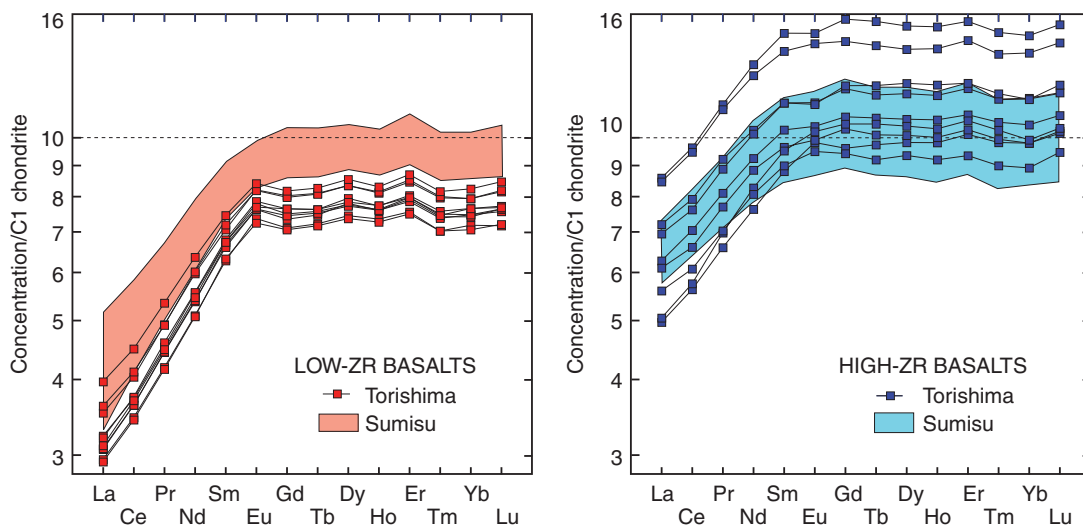 Concentration/C1 chondrite
16
10
9
8
7
6
5
4
3
LOW-ZR BASALTS
Torishima
Sumisu
La Pr Sm Gd Dy Er Yb
Ce Nd Eu Tb Ho Tm Lu
Concentration/C1 chondrite
16
10
9
8
7
6
5
4
3
HIGH-ZR BASALTS
Torishima
Sumisu
La Pr Sm Gd Dy Er Yb
Ce Nd Eu Tb Ho Tm Lu